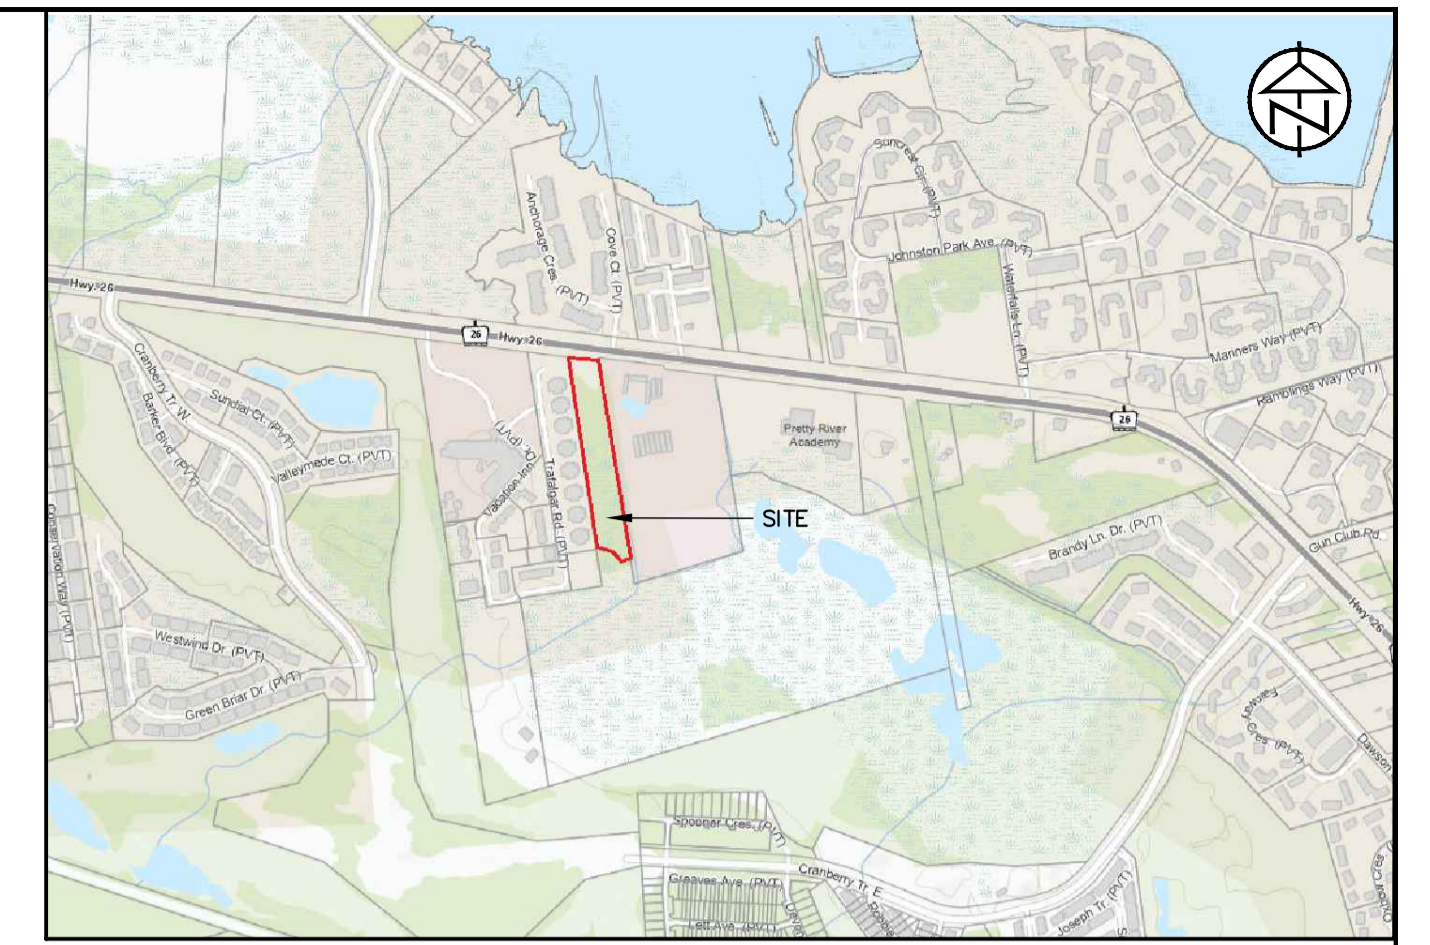 N
Suncrest Ct. (PVT)
Anchorage Cres. (PVT)
Cove Ct. (PVT)
Johnston Park Ave. (PVT)
Waterfalls Ln. (PVT)
Hwy. 26
26
Hwy. 26
Manners Way (PVT)
Ramblings Way (PVT)
Cranberry Tr. W.
Barker Blvd. (PVT)
Sundial Ct. (PVT)
Valleymede Ct. (PVT)
26
Pretty River
Academy
Vacation Inn Dr. (PVT)
Trafalgar Rd. (PVT)
SITE
Brandy Ln. Dr. (PVT)
Gun Club Rd.
Hwy. 26
Conservation Way (PVT)
Westwind Dr. (PVT)
Green Briar Dr. (PVT)
Fairway Cres. (PVT)
Dawson
Spooner Cres. (PVT)
Cranberry Tr. E.
Greaves Ave. (PVT)
Lett Ave. (PVT)
Joseph Tr. (PVT)